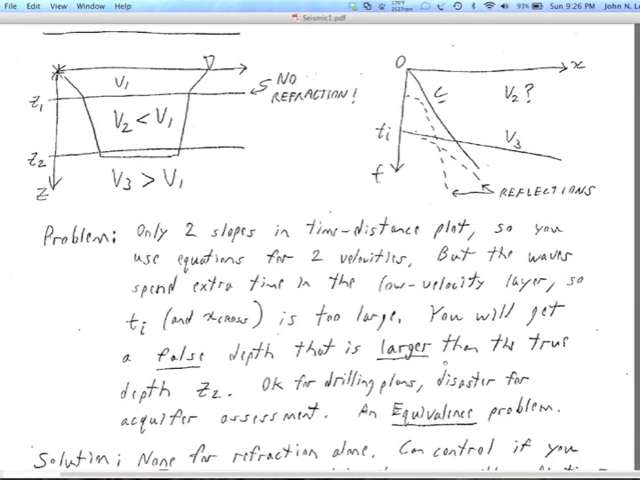 File Edit View Window Help
93% Sun 9:26 PM John N. L
Seismic1.pdf
V1
NO
REFRACTION!
Z1
V2 < V1
Z2
V3 > V1
Z
O
x
C
V2?
ti
V3
t
REFLECTIONS
Problem: Only 2 slopes in time-distance plot, so you
use equations for 2 velocities. But the waves
spend extra time in the low-velocity layer, so
ti (and xcross) is too large. You will get
a false depth that is larger than the true
depth Z2. OK for drilling plans, disaster for
acquifer assessment. An Equivalence problem.
Solution: None for refraction alone. Can control if you